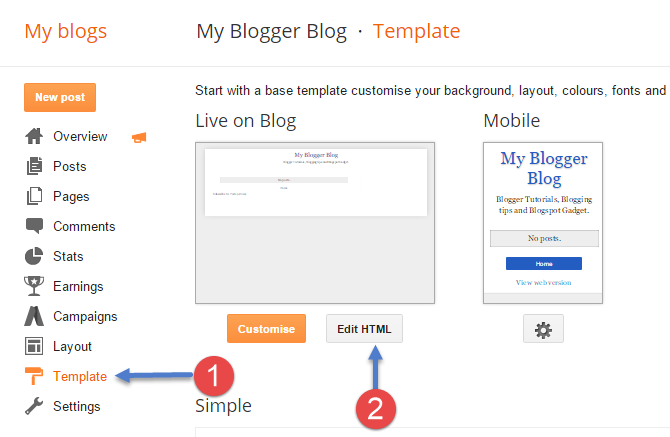 My blogs
My Blogger Blog · Template
New post
Start with a base template customise your background, layout, colours, fonts and
Overview
Posts
Pages
Comments
Stats
Earnings
Campaigns
Layout
Template
Settings
1
Live on Blog
My Blogger Blog
Customise
Edit HTML
2
Mobile
My Blogger
Blog
Blogger Tutorials, Blogging
tips and Blogspot Gadget.
No posts.
Home
View web version
Simple